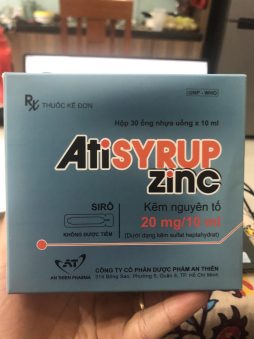 Rx THUỐC KÊ ĐƠN
GMP - WHO
Hộp 30 ống nhựa uống x 10 ml
AtiSYRUP
zinc
SIRÔ
KHÔNG ĐƯỢC TIÊM
Kẽm nguyên tố
20 mg/10 ml
(Dưới dạng kẽm sulfat heptahydrat)
AT
AN THIEN PHARMA
CÔNG TY CỔ PHẦN DƯỢC PHẨM AN THIÊN
314 Bông Sao, Phường 5, Quận 8, TP. Hồ Chí Minh